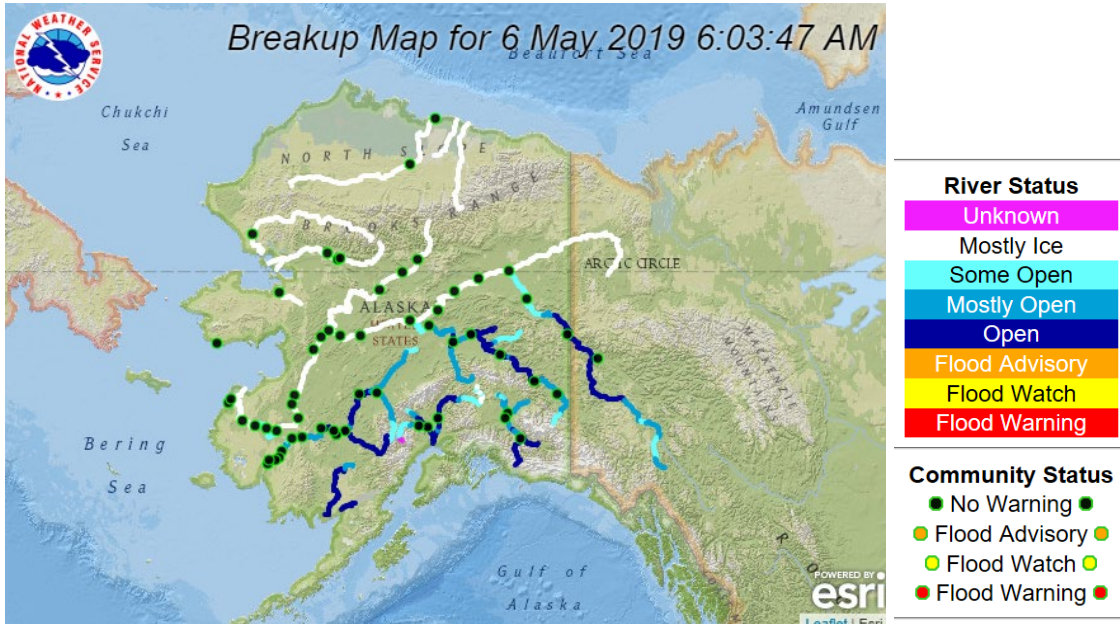 Breakup Map for 6 May 2019 6:03:47 AM
NATIONAL WEATHER SERVICE
Beaufort Sea
Chukchi
Sea
Amundsen
Gulf
NORTH SLOPE
BROOKS RANGE
ARCTIC CIRCLE
ALASKA
STATES
MACKENZIE
MOUNTAINS
Bering
Sea
Gulf of
Alaska
POWERED BY
esri
Leaflet | Esri
River Status
Unknown
Mostly Ice
Some Open
Mostly Open
Open
Flood Advisory
Flood Watch
Flood Warning
Community Status
No Warning
Flood Advisory
Flood Watch
Flood Warning